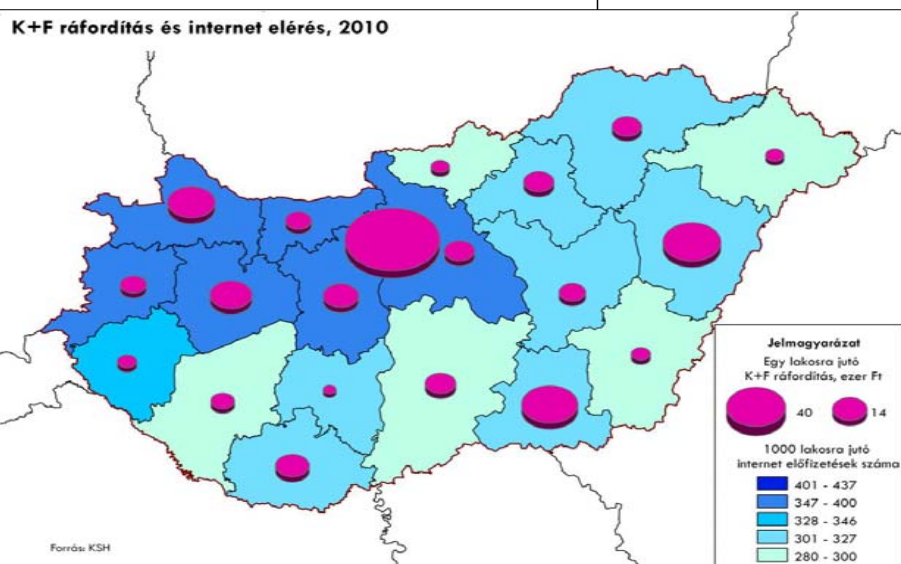 K+F ráfordítás és internet elérés, 2010
Jelmagyarázat
Egy lakosra jutó
K+F ráfordítás, ezer Ft
40 14
1000 lakosra jutó
internet előfizetések száma
401 - 437
347 - 400
328 - 346
301 - 327
280 - 300
Forrás: KSH